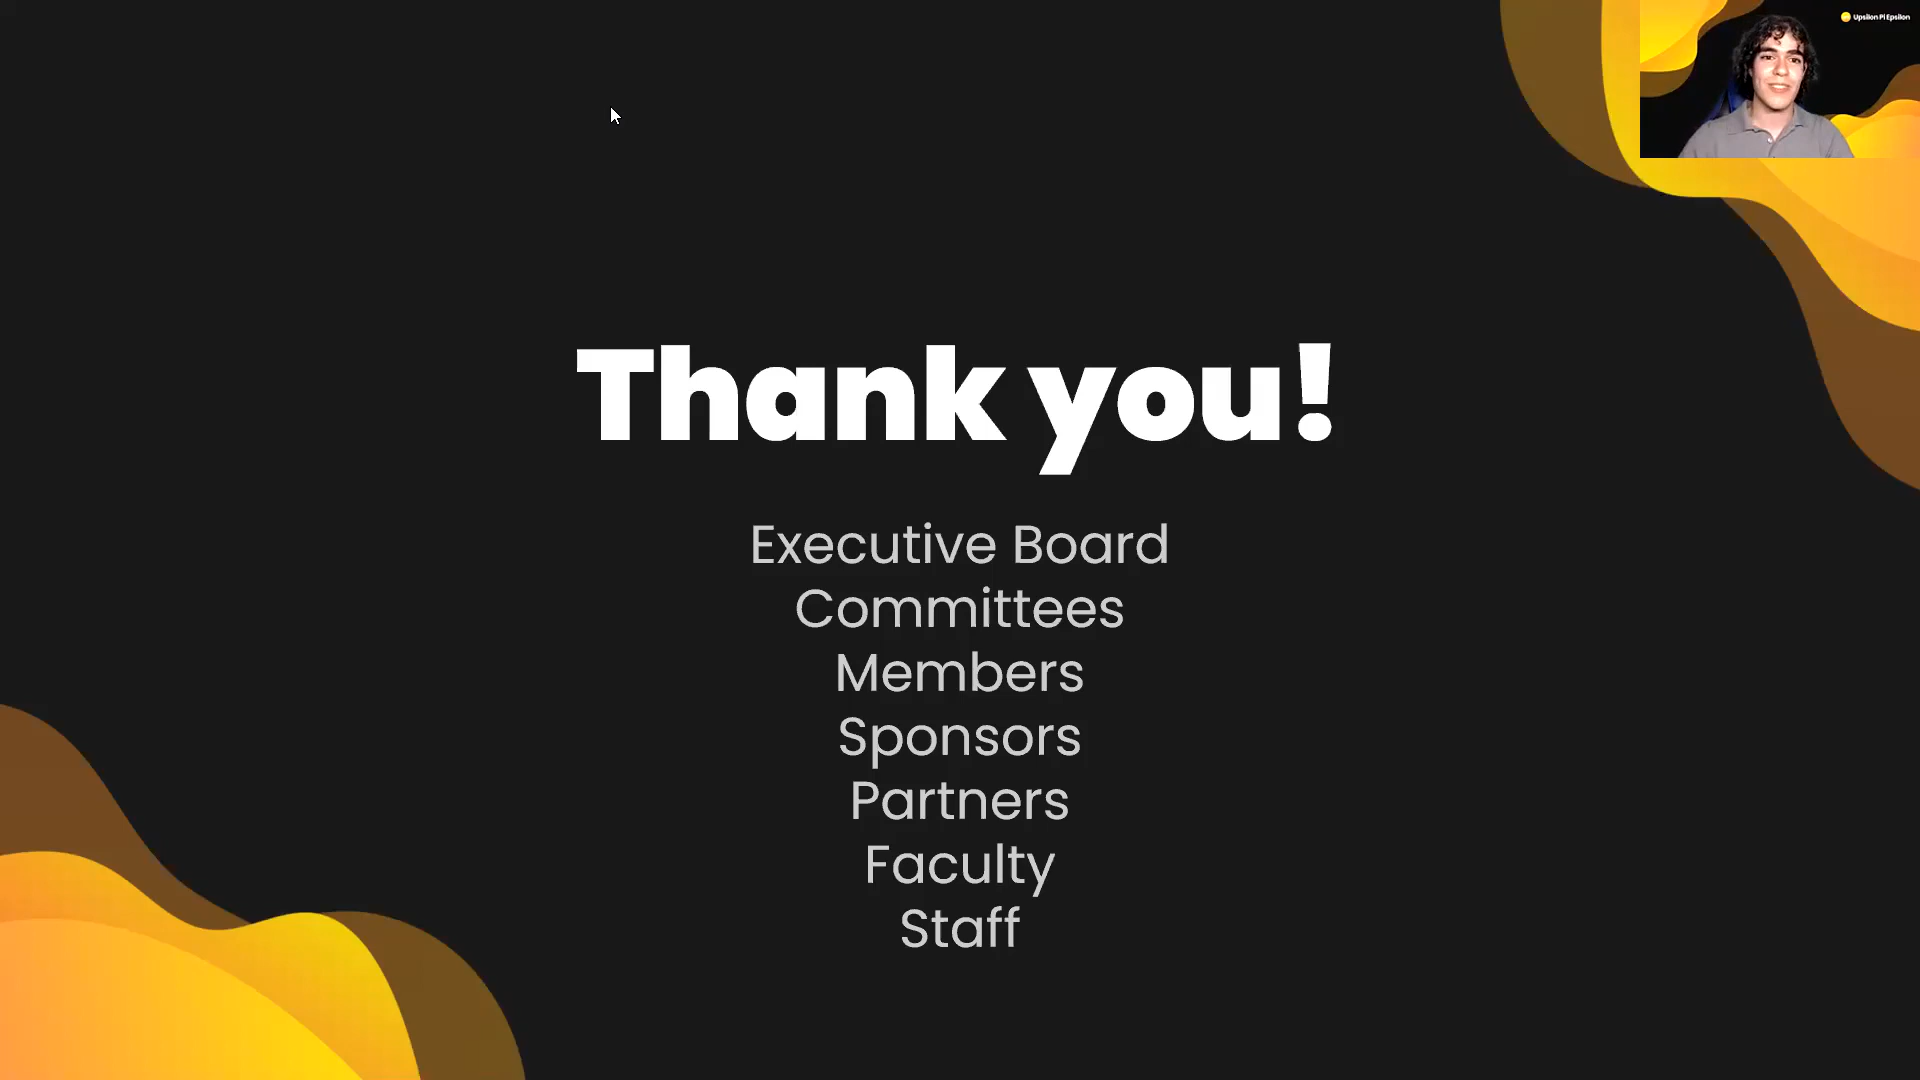 Upsilon Pi Epsilon
Thank you!
Executive Board
Committees
Members
Sponsors
Partners
Faculty
Staff